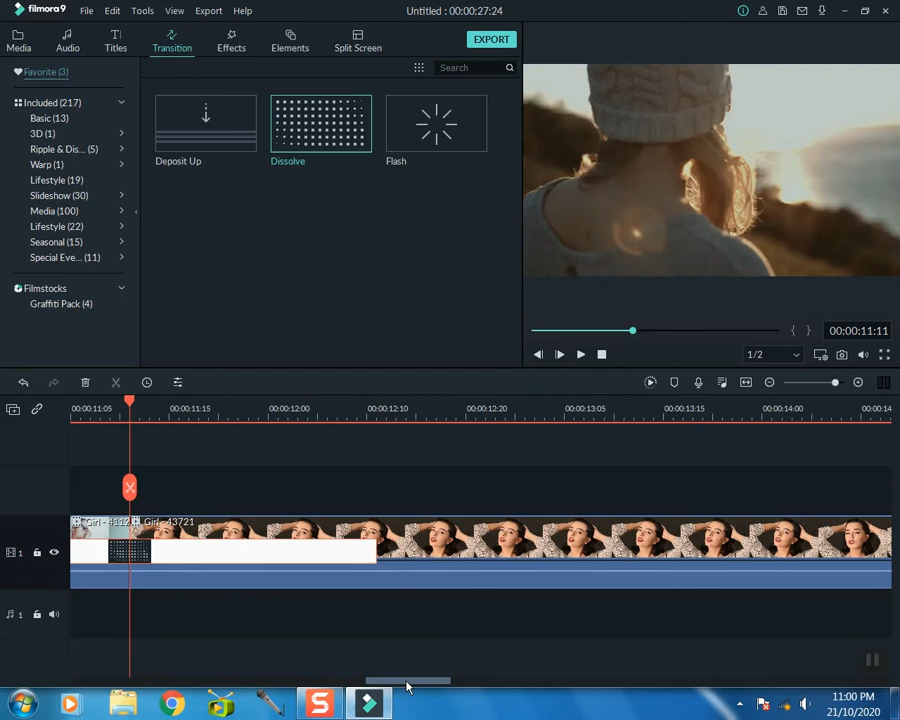 filmora9 File Edit Tools View Export Help Untitled : 00:00:27:24
Media Audio Titles Transition Effects Elements Split Screen EXPORT
Favorite (3) Search
Included (217)
Basic (13)
3D (1)
Ripple & Dis... (5)
Warp (1)
Lifestyle (19)
Slideshow (30)
Media (100)
Lifestyle (22)
Seasonal (15)
Special Eve... (11)
Filmstocks
Graffiti Pack (4)
Deposit Up Dissolve Flash
00:00:11:11
1/2
00:00:11:05 00:00:11:15 00:00:12:00 00:00:12:10 00:00:12:20 00:00:13:05 00:00:13:15 00:00:14:00 00:00:14
Girl - 4112 Girl - 43721
1
1
11:00 PM
21/10/2020